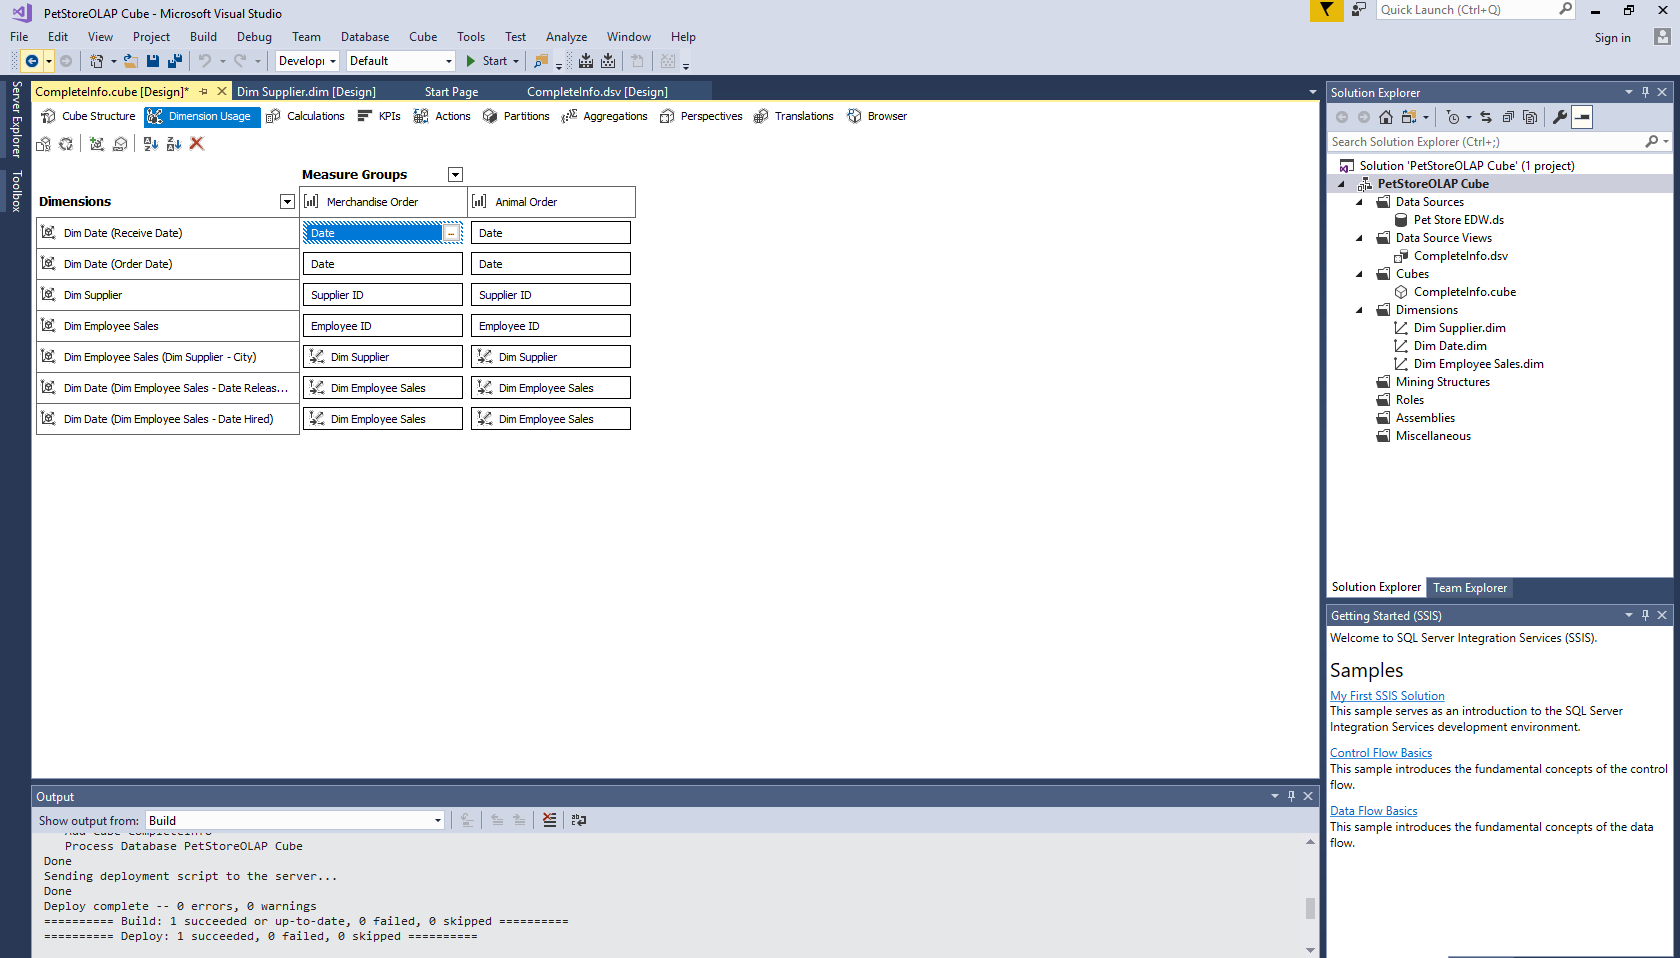 PetStoreOLAP Cube - Microsoft Visual Studio
Quick Launch (Ctrl+Q)
File Edit View Project Build Debug Team Database Cube Tools Test Analyze Window Help
Sign in
Developi Default Start
Server Explorer
Toolbox
CompleteInfo.cube [Design]* Dim Supplier.dim [Design] Start Page CompleteInfo.dsv [Design]
Cube Structure Dimension Usage Calculations KPIs Actions Partitions Aggregations Perspectives Translations Browser
Measure Groups
Dimensions Merchandise Order Animal Order
Dim Date (Receive Date) Date ... Date
Dim Date (Order Date) Date Date
Dim Supplier Supplier ID Supplier ID
Dim Employee Sales Employee ID Employee ID
Dim Employee Sales (Dim Supplier - City) Dim Supplier Dim Supplier
Dim Date (Dim Employee Sales - Date Releas... Dim Employee Sales Dim Employee Sales
Dim Date (Dim Employee Sales - Date Hired) Dim Employee Sales Dim Employee Sales
Output
Show output from: Build
Add Cube CompleteInfo
Process Database PetStoreOLAP Cube
Done
Sending deployment script to the server...
Done
Deploy complete -- 0 errors, 0 warnings
========== Build: 1 succeeded or up-to-date, 0 failed, 0 skipped ==========
========== Deploy: 1 succeeded, 0 failed, 0 skipped ==========
Solution Explorer
Search Solution Explorer (Ctrl+;)
Solution 'PetStoreOLAP Cube' (1 project)
PetStoreOLAP Cube
Data Sources
Pet Store EDW.ds
Data Source Views
CompleteInfo.dsv
Cubes
CompleteInfo.cube
Dimensions
Dim Supplier.dim
Dim Date.dim
Dim Employee Sales.dim
Mining Structures
Roles
Assemblies
Miscellaneous
Solution Explorer Team Explorer
Getting Started (SSIS)
Welcome to SQL Server Integration Services (SSIS).
Samples
My First SSIS Solution
This sample serves as an introduction to the SQL Server
Integration Services development environment.
Control Flow Basics
This sample introduces the fundamental concepts of the control
flow.
Data Flow Basics
This sample introduces the fundamental concepts of the data
flow.